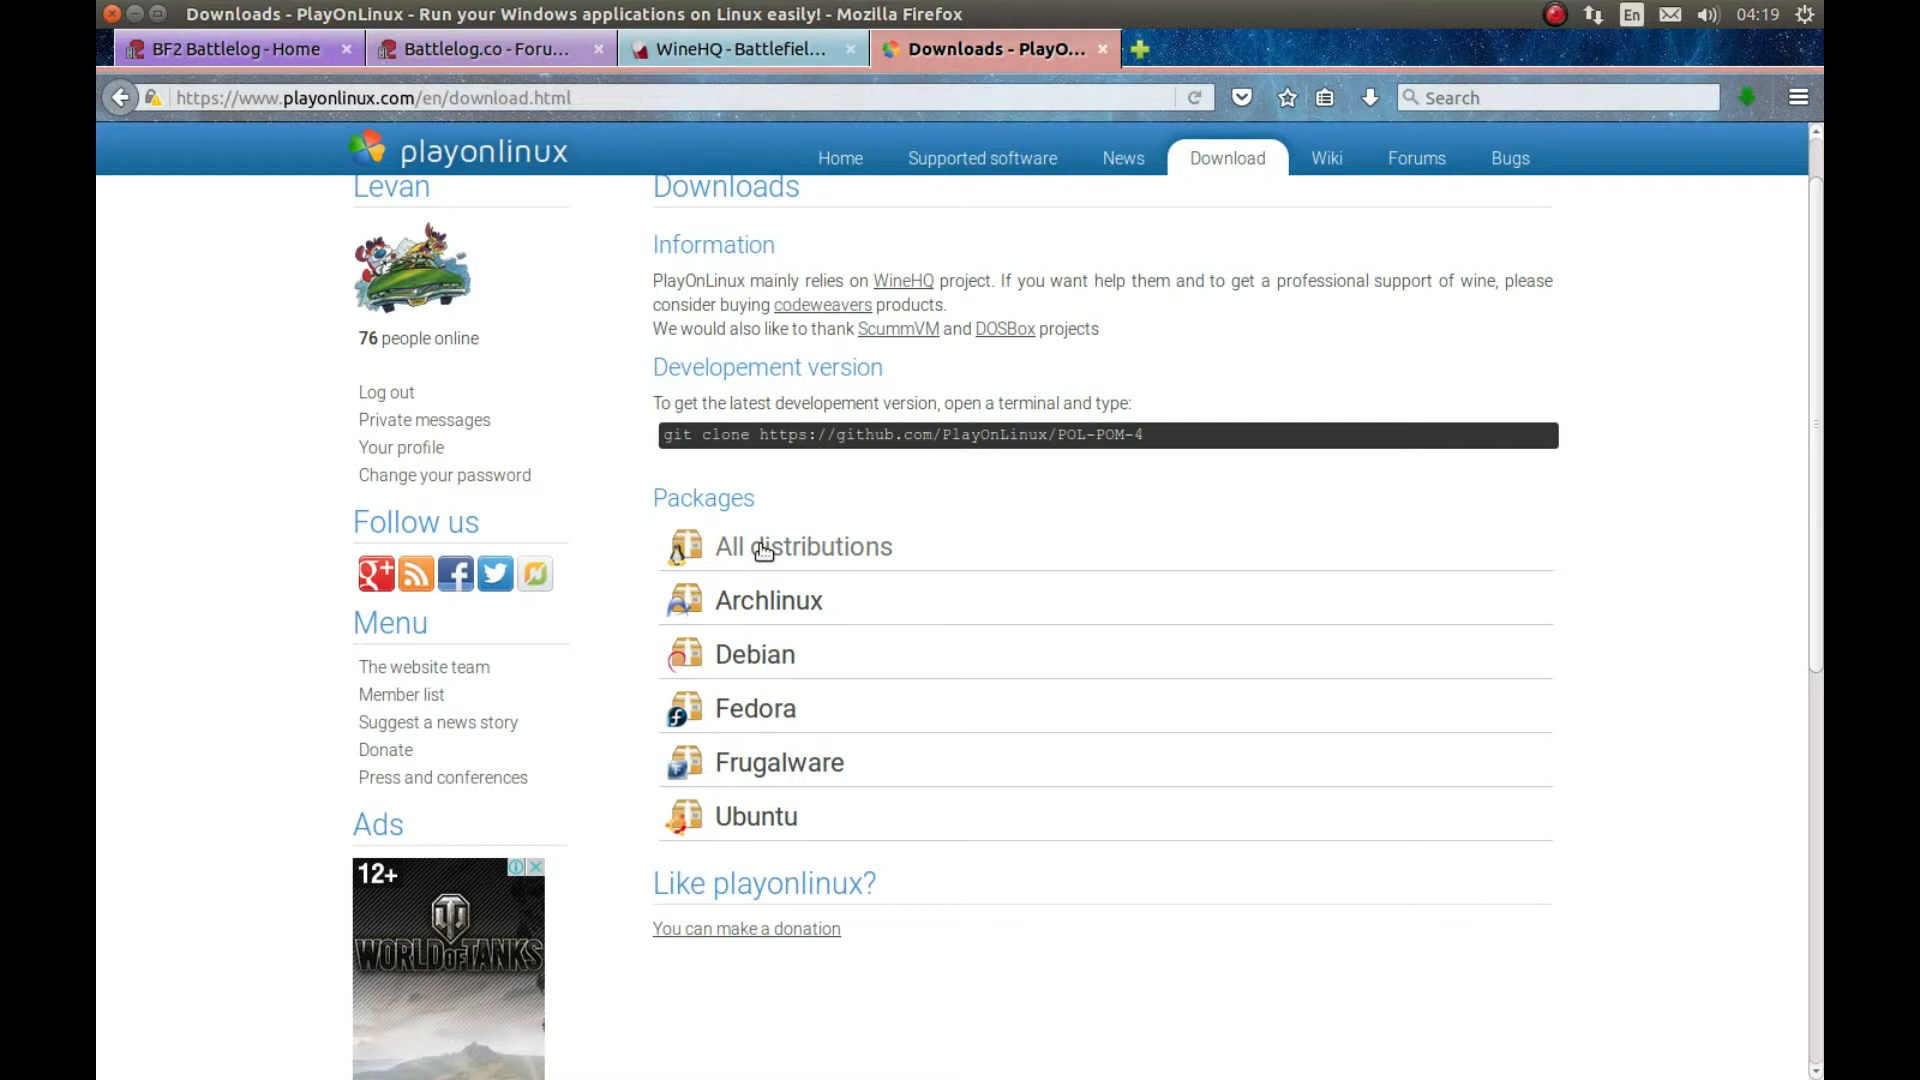 Downloads - PlayOnLinux - Run your Windows applications on Linux easily! - Mozilla Firefox
En
04:19
BF2 Battlelog - Home
Battlelog.co - Foru...
WineHQ - Battlefiel...
Downloads - PlayO...
https://www.playonlinux.com/en/download.html
Search
playonlinux
Home
Supported software
News
Download
Wiki
Forums
Bugs
Levan
76 people online
Log out
Private messages
Your profile
Change your password
Follow us
Menu
The website team
Member list
Suggest a news story
Donate
Press and conferences
Ads
12+
WORLD OF TANKS
Downloads
Information
PlayOnLinux mainly relies on WineHQ project. If you want help them and to get a professional support of wine, please
consider buying codeweavers products.
We would also like to thank ScummVM and DOSBox projects
Developement version
To get the latest developement version, open a terminal and type:
git clone https://github.com/PlayOnLinux/POL-POM-4
Packages
All distributions
Archlinux
Debian
Fedora
Frugalware
Ubuntu
Like playonlinux?
You can make a donation